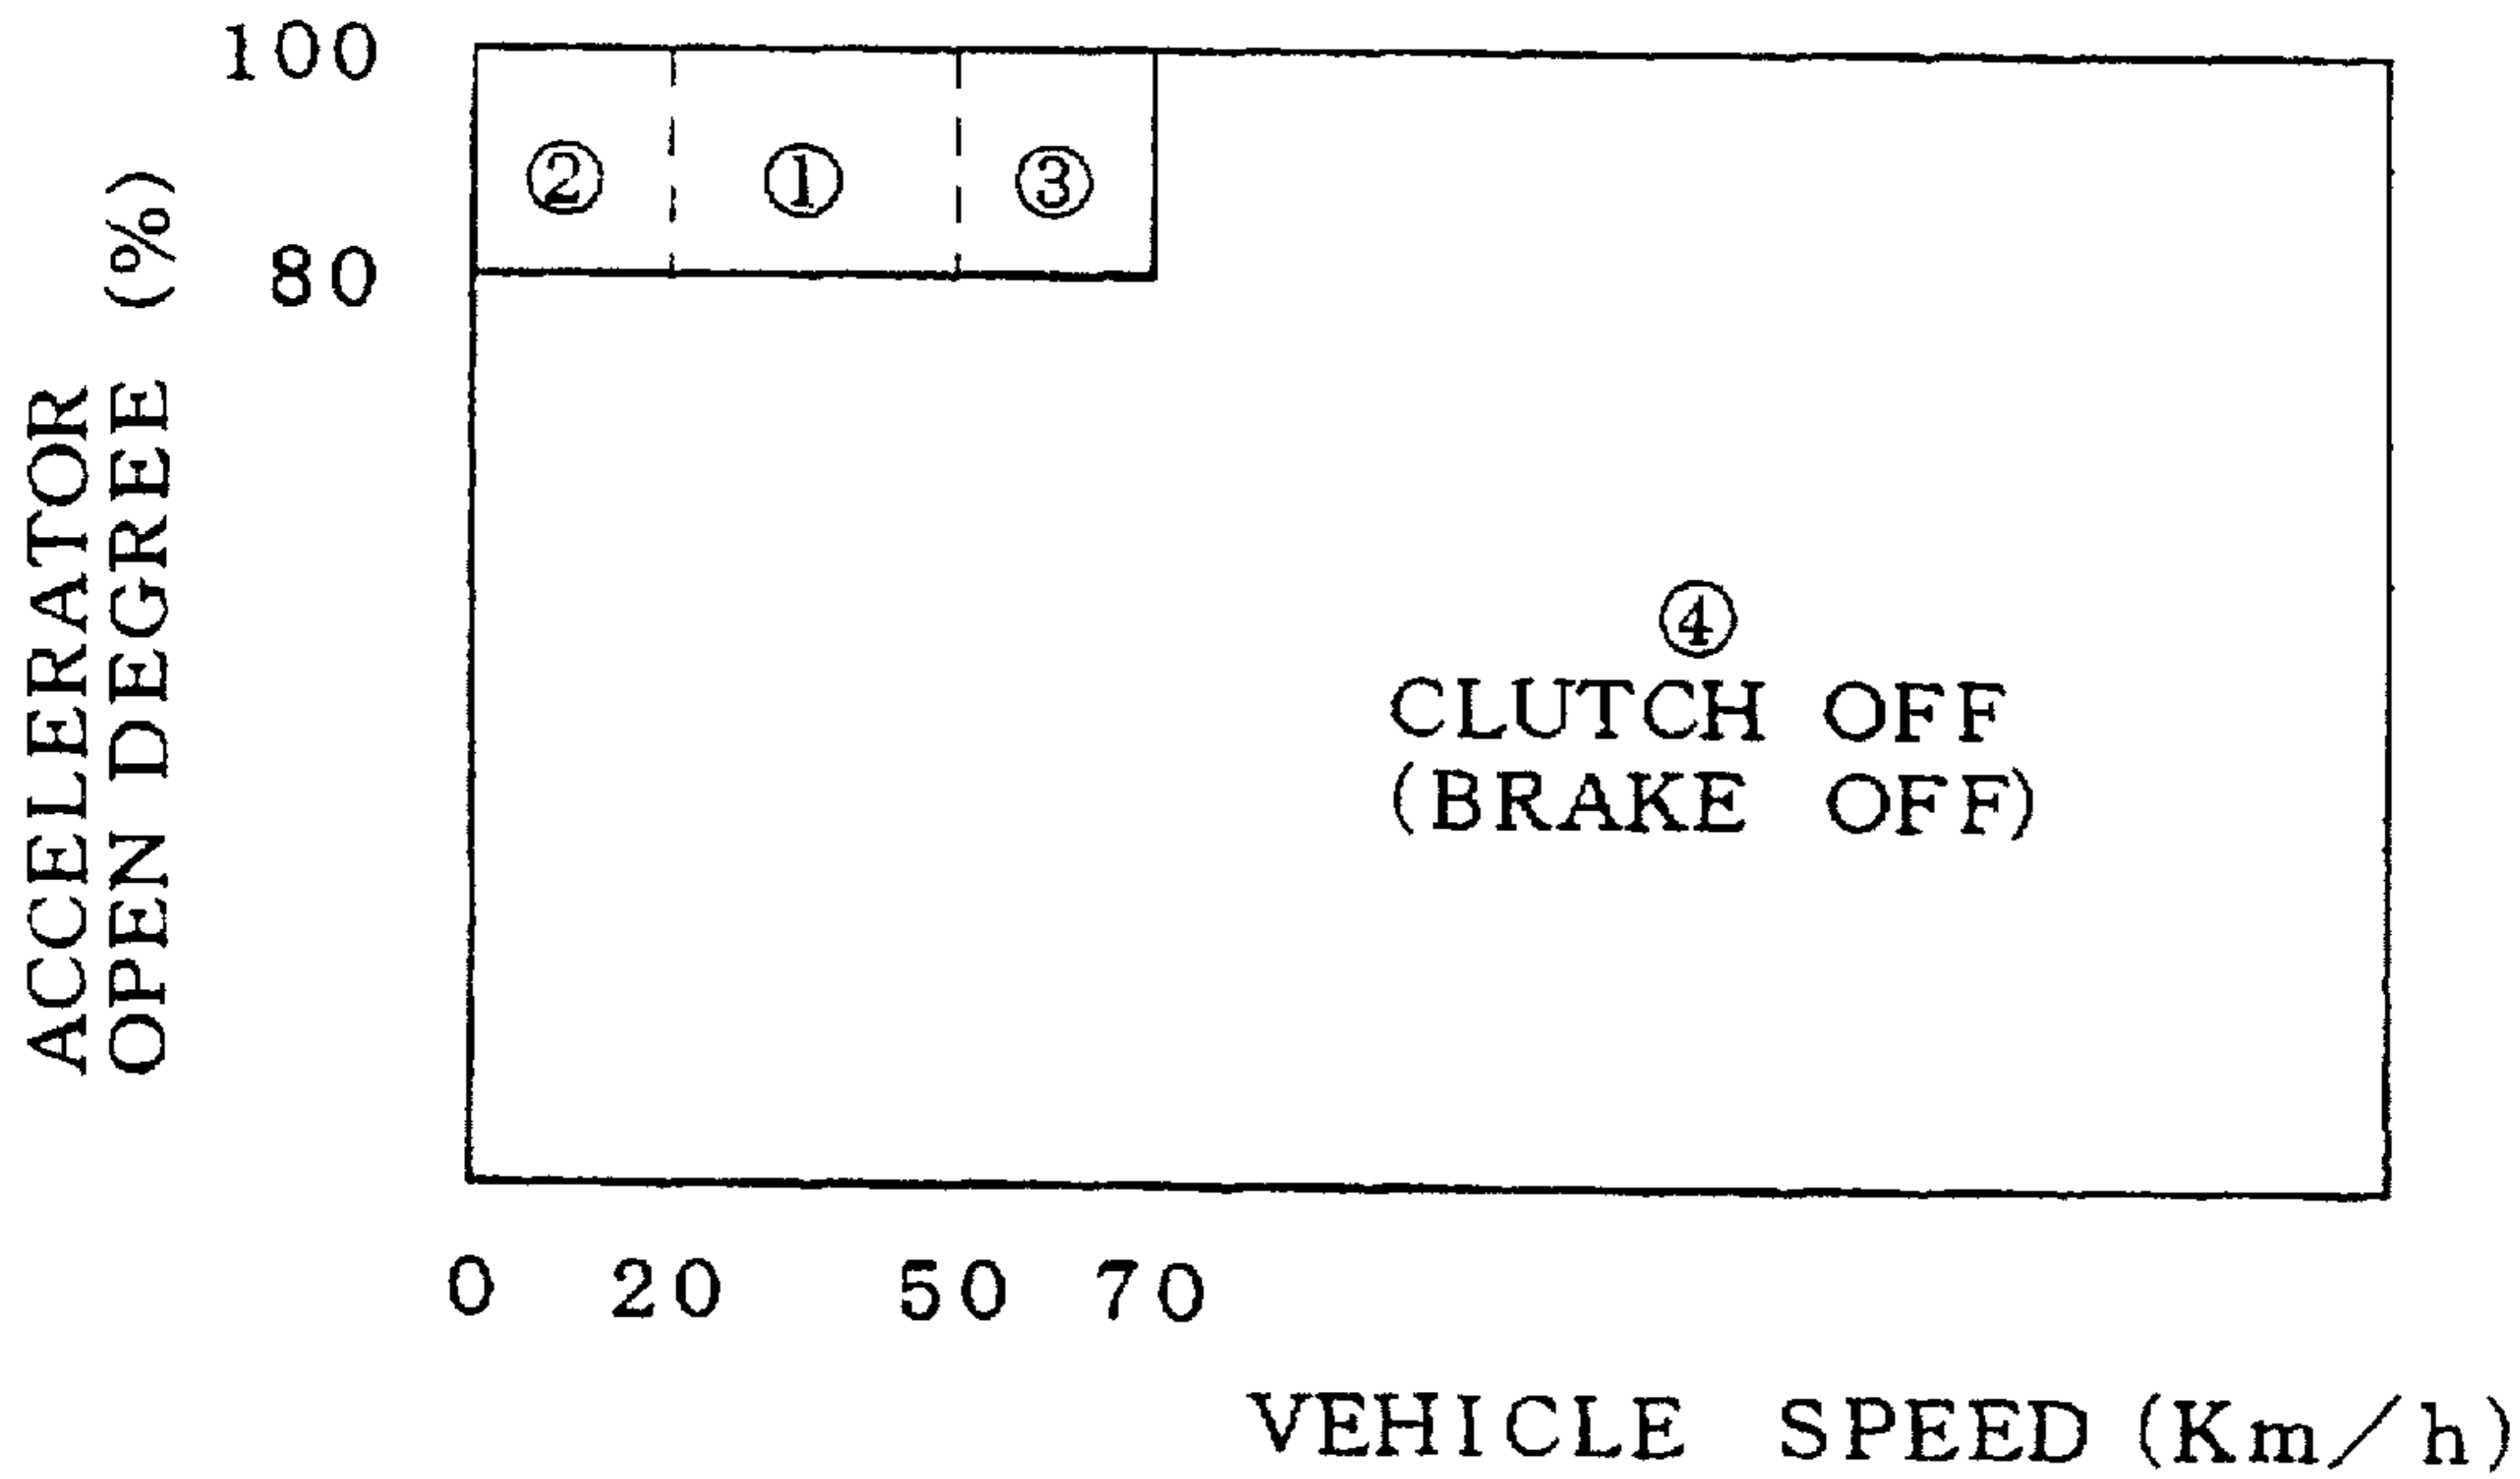 100
② ① ③
80
ACCELERATOR
OPEN DEGREE (%)
④
CLUTCH OFF
(BRAKE OFF)
0 20 50 70
VEHICLE SPEED (Km/h)